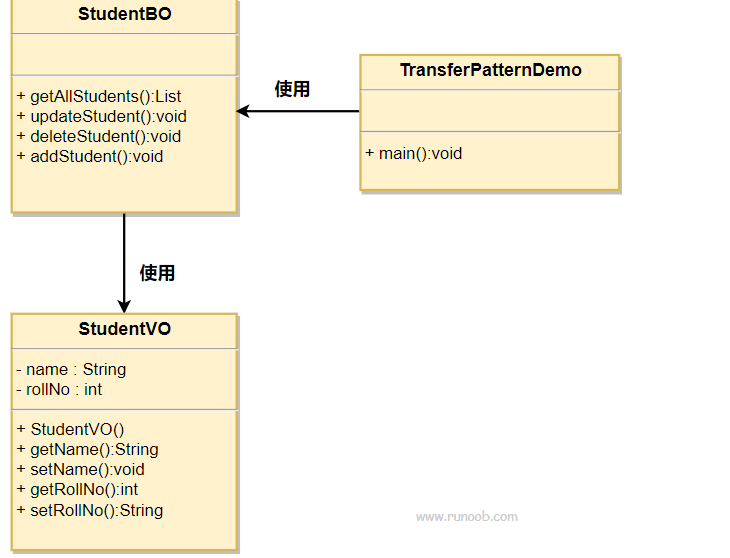 StudentBO
+ getAllStudents():List
+ updateStudent():void
+ deleteStudent():void
+ addStudent():void
使用
TransferPatternDemo
+ main():void
使用
StudentVO
- name : String
- rollNo : int
+ StudentVO()
+ getName():String
+ setName():void
+ getRollNo():int
+ setRollNo():String
www.runoob.com